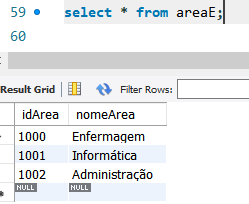 59 select * from areaE;
60
Result Grid Filter Rows:
idArea nomeArea
1000 Enfermagem
1001 Informática
1002 Administração
NULL NULL